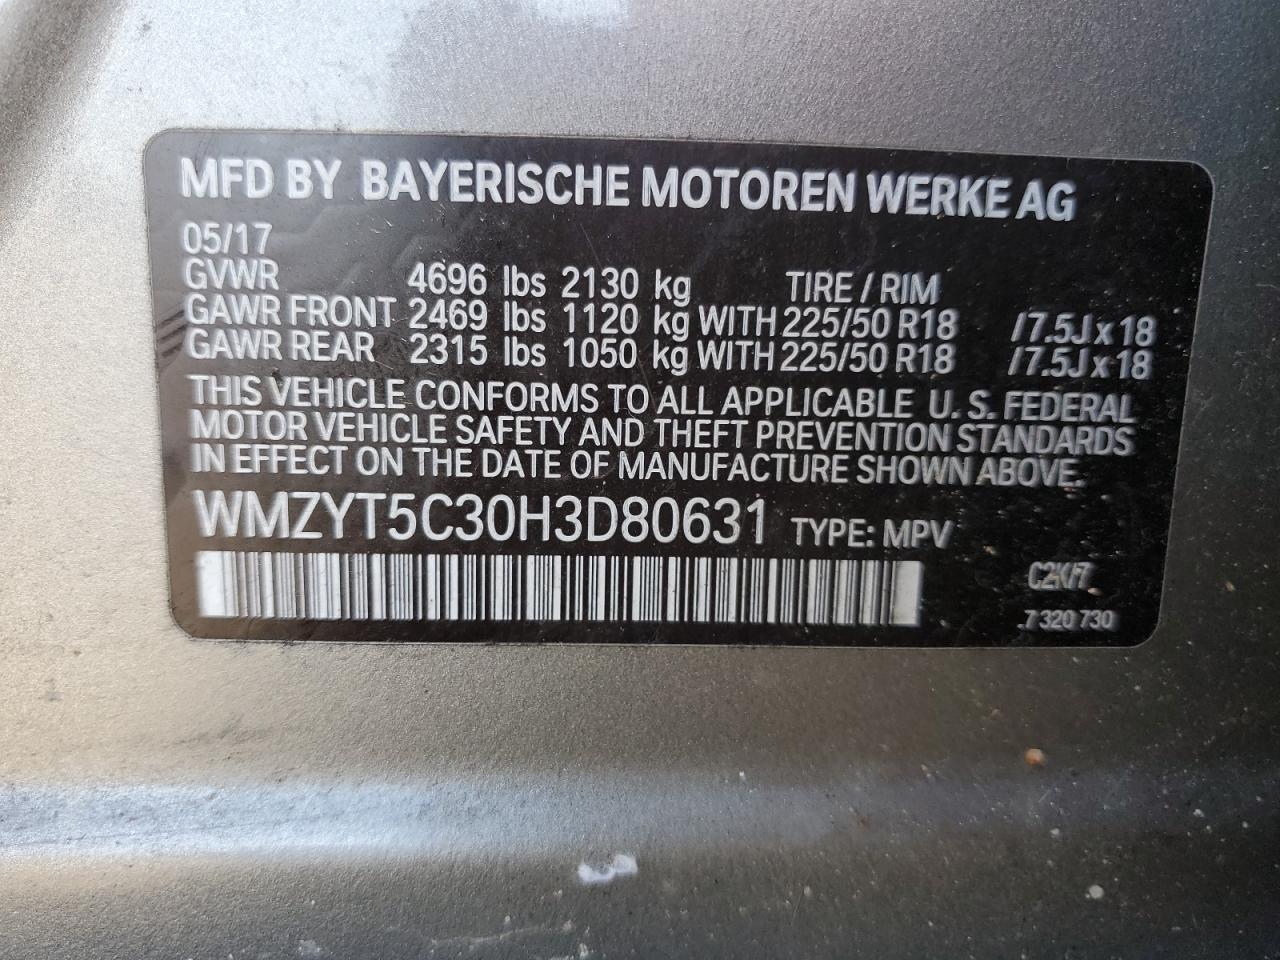 MFD BY BAYERISCHE MOTOREN WERKE AG
05/17
GVWR 4696 lbs 2130 kg TIRE / RIM
GAWR FRONT 2469 lbs 1120 kg WITH 225/50 R18 / 7.5J x 18
GAWR REAR 2315 lbs 1050 kg WITH 225/50 R18 / 7.5J x 18
THIS VEHICLE CONFORMS TO ALL APPLICABLE U. S. FEDERAL
MOTOR VEHICLE SAFETY AND THEFT PREVENTION STANDARDS
IN EFFECT ON THE DATE OF MANUFACTURE SHOWN ABOVE.
WMZYT5C30H3D80631 TYPE: MPV
7 320 730